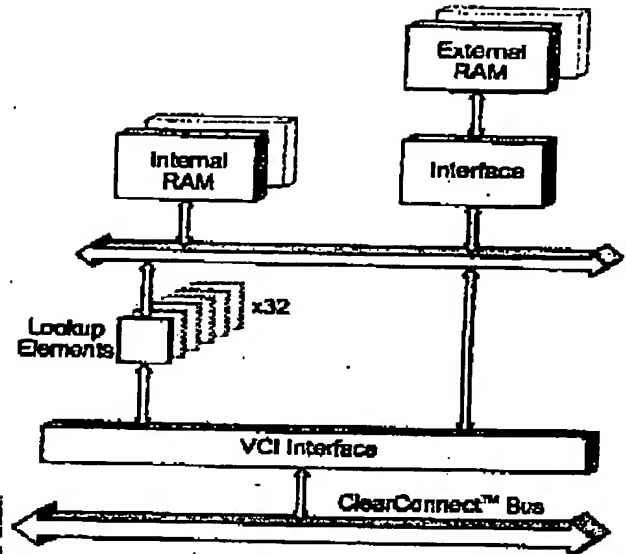 External
RAM
Internal
RAM
Interface
x32
Lookup
Elements
VCI Interface
ClearConnect™ Bus